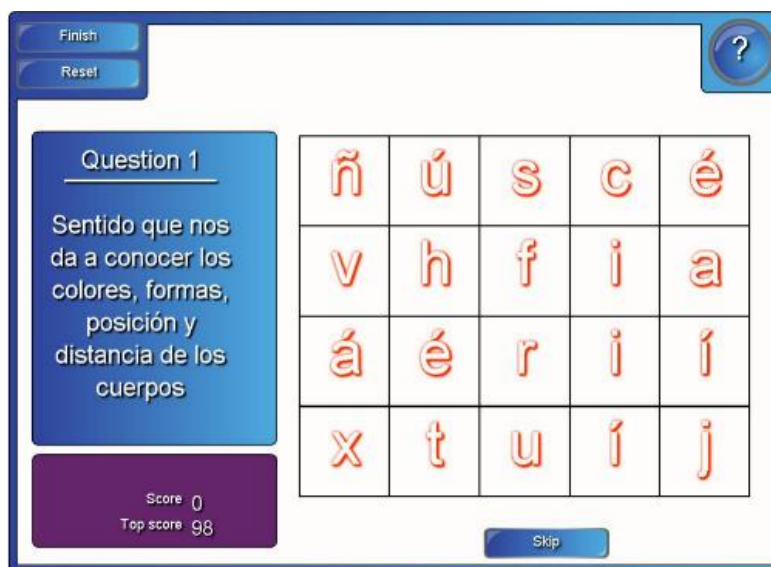 Finish
Reset
?
Question 1
Sentido que nos
da a conocer los
colores, formas,
posición y
distancia de los
cuerpos
ñ ú s c é
v h f i a
á é r i í
x t u í j
Score 0
Top score 98
Skip